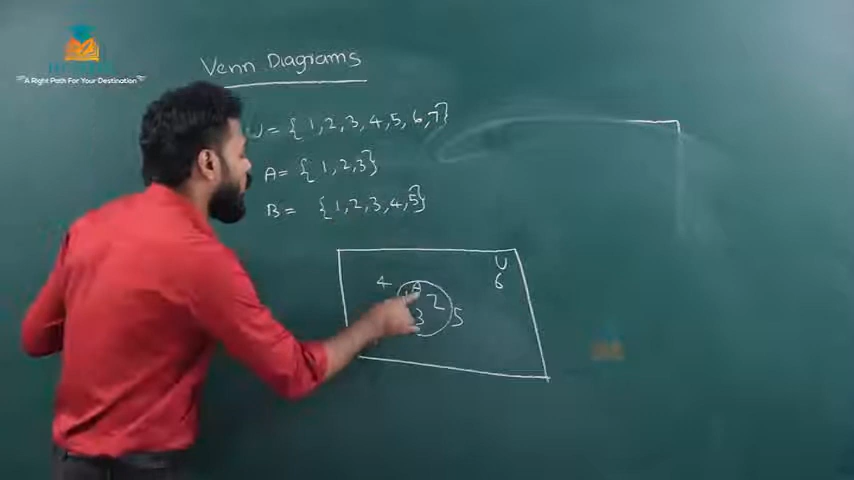 A Right Path For Your Destination
Venn Diagrams
U = { 1, 2, 3, 4, 5, 6, 7}
A = { 1, 2, 3}
B = { 1, 2, 3, 4, 5}
U
4 A 6
2
3 5